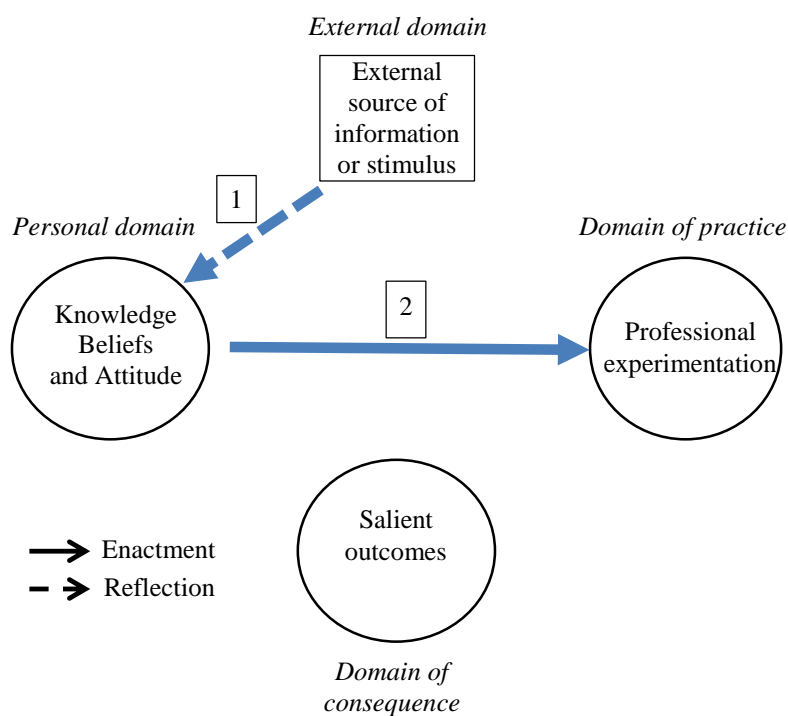 External domain
External
source of
information
or stimulus
1
Personal domain
Domain of practice
2
Knowledge
Beliefs
and Attitude
Professional
experimentation
Salient
outcomes
Enactment
Reflection
Domain of
consequence